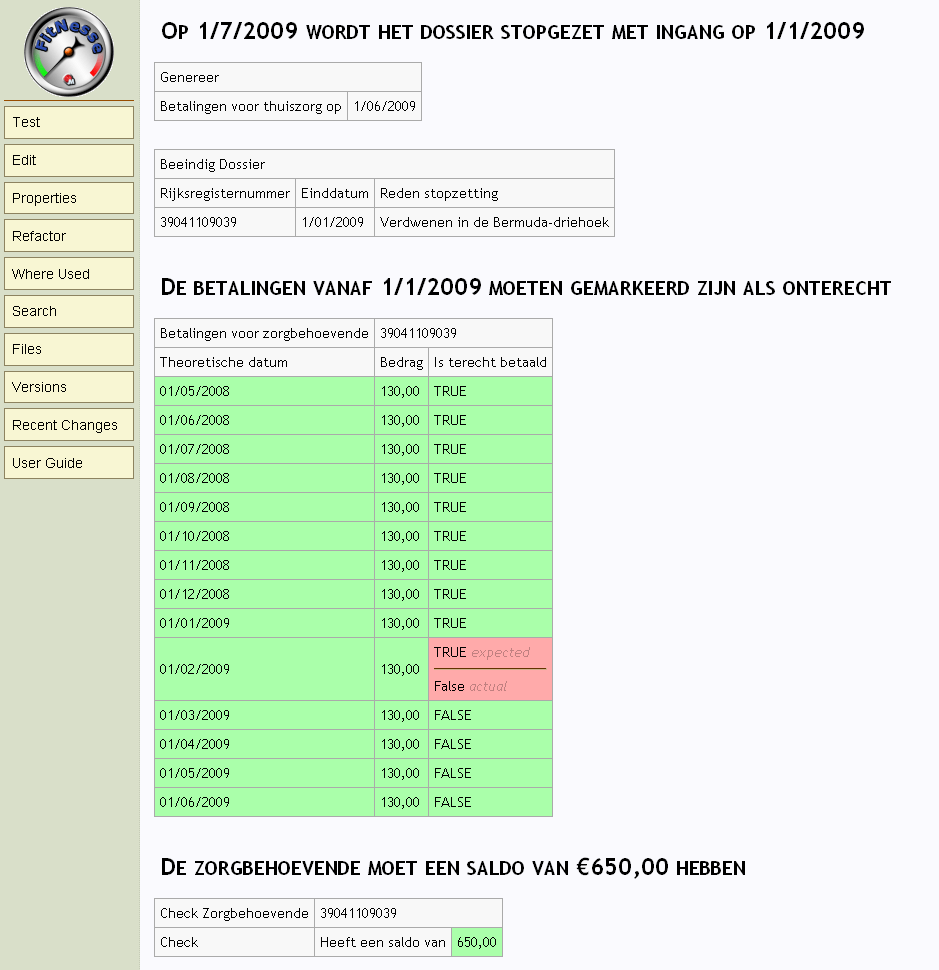 FitNesse
Test
Edit
Properties
Refactor
Where Used
Search
Files
Versions
Recent Changes
User Guide
Op 1/7/2009 wordt het dossier stopgezet met ingang op 1/1/2009
Genereer
Betalingen voor thuiszorg op 1/06/2009
Beeindig Dossier
Rijksregisternummer Einddatum Reden stopzetting
39041109039 1/01/2009 Verdwenen in de Bermuda-driehoek
De betalingen vanaf 1/1/2009 moeten gemarkeerd zijn als onterecht
Betalingen voor zorgbehoevende 39041109039
Theoretische datum Bedrag Is terecht betaald
01/05/2008 130,00 TRUE
01/06/2008 130,00 TRUE
01/07/2008 130,00 TRUE
01/08/2008 130,00 TRUE
01/09/2008 130,00 TRUE
01/10/2008 130,00 TRUE
01/11/2008 130,00 TRUE
01/12/2008 130,00 TRUE
01/01/2009 130,00 TRUE
01/02/2009 130,00 TRUE expected
False actual
01/03/2009 130,00 FALSE
01/04/2009 130,00 FALSE
01/05/2009 130,00 FALSE
01/06/2009 130,00 FALSE
De zorgbehoevende moet een saldo van €650,00 hebben
Check Zorgbehoevende 39041109039
Check Heeft een saldo van 650,00